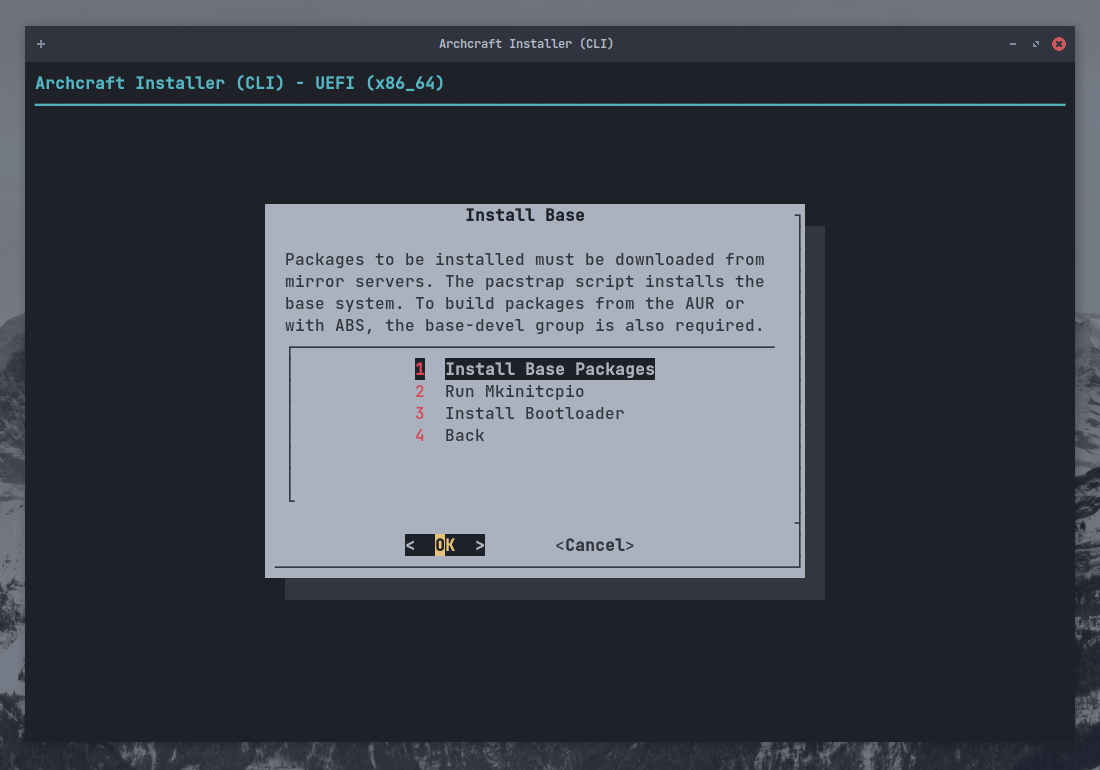 Archcraft Installer (CLI)
Archcraft Installer (CLI) - UEFI (x86_64)
Install Base
Packages to be installed must be downloaded from
mirror servers. The pacstrap script installs the
base system. To build packages from the AUR or
with ABS, the base-devel group is also required.
1 Install Base Packages
2 Run Mkinitcpio
3 Install Bootloader
4 Back
< OK > <Cancel>